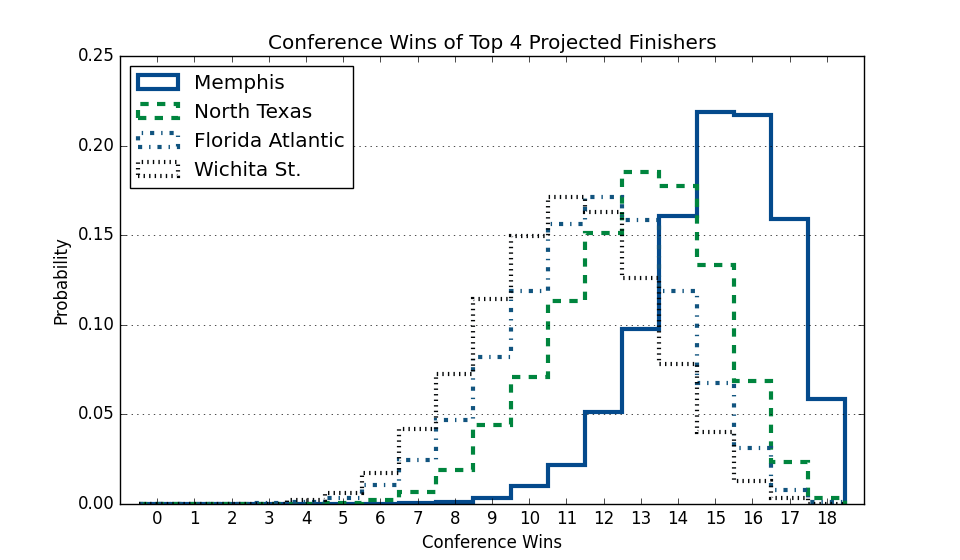 Conference Wins of Top 4 Projected Finishers
0.25
0.20
0.15
0.10
0.05
0.00
Probability
Memphis
North Texas
Florida Atlantic
Wichita St.
0 1 2 3 4 5 6 7 8 9 10 11 12 13 14 15 16 17 18
Conference Wins